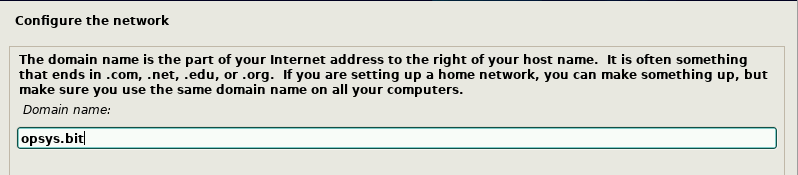 Configure the network
The domain name is the part of your Internet address to the right of your host name.  It is often something
that ends in .com, .net, .edu, or .org.  If you are setting up a home network, you can make something up, but
make sure you use the same domain name on all your computers.
Domain name:
opsys.bit